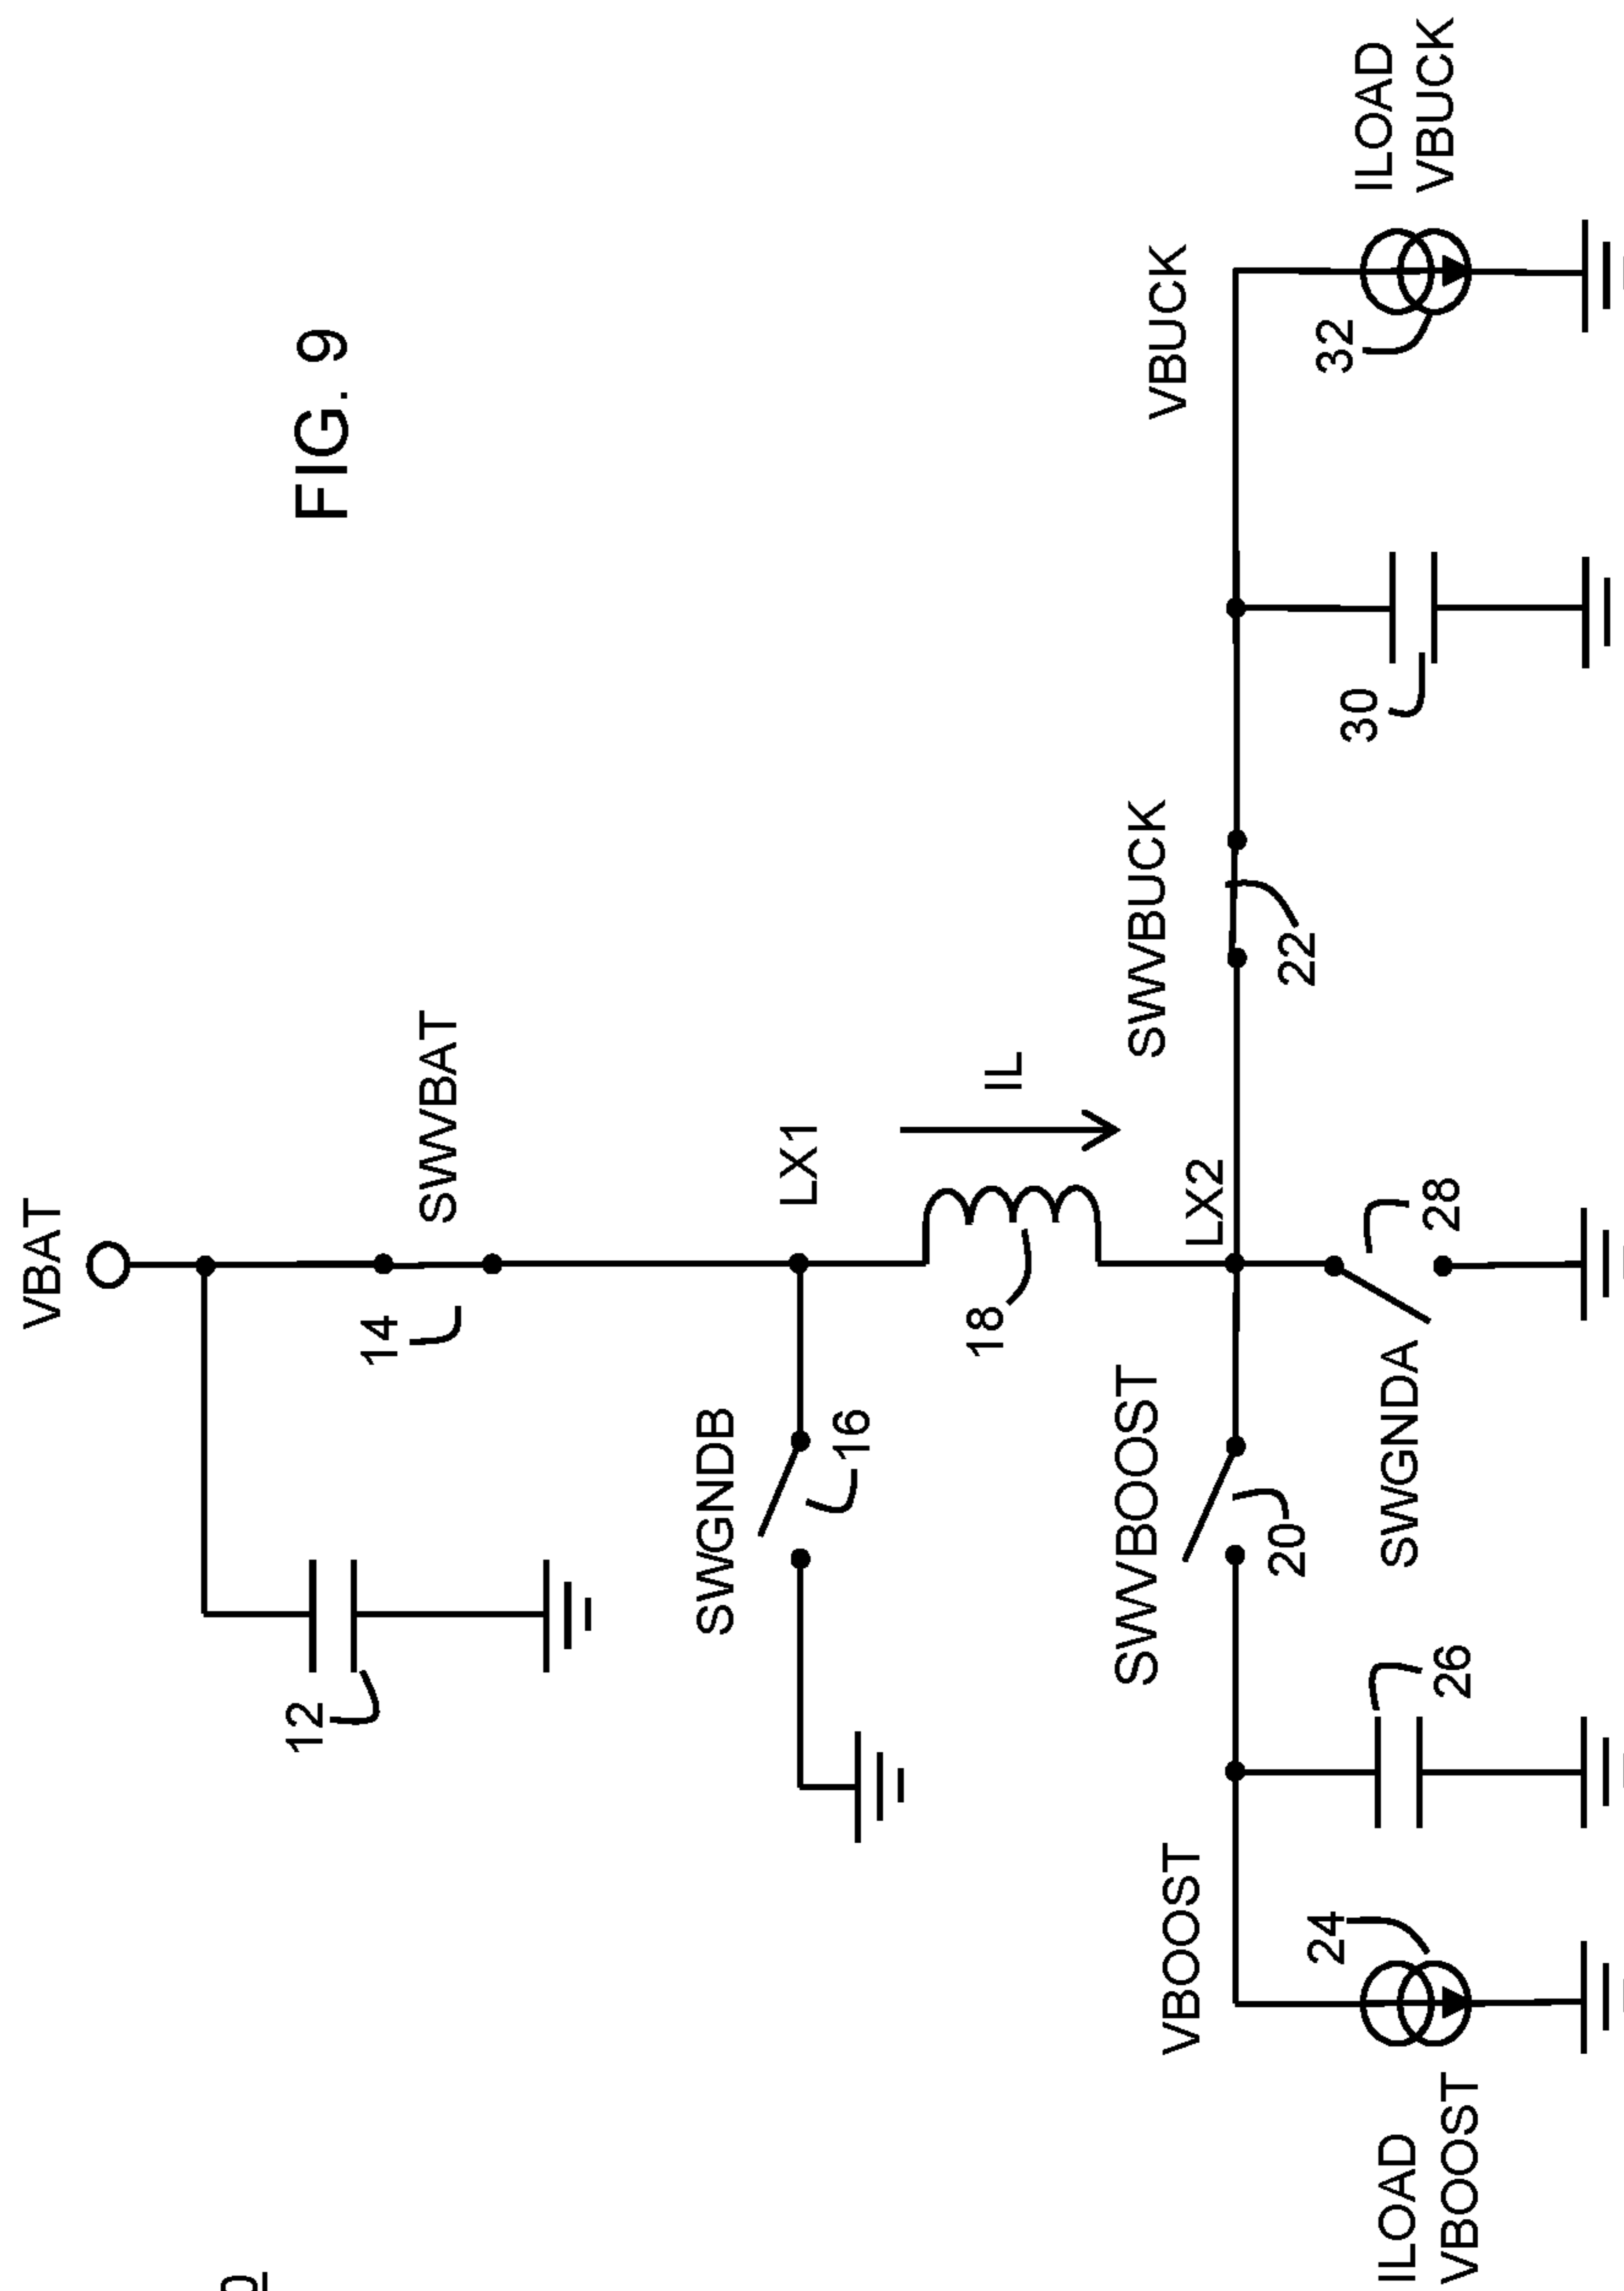 FIG. 9
VBAT
12
14
SWVBAT
SWGNDB
16
LX1
18
IL
SWVBOOST
20
LX2
SWVBUCK
22
VBOOST
VBUCK
24
26
SWGNDA
28
30
32
ILOAD
VBOOST
ILOAD
VBUCK